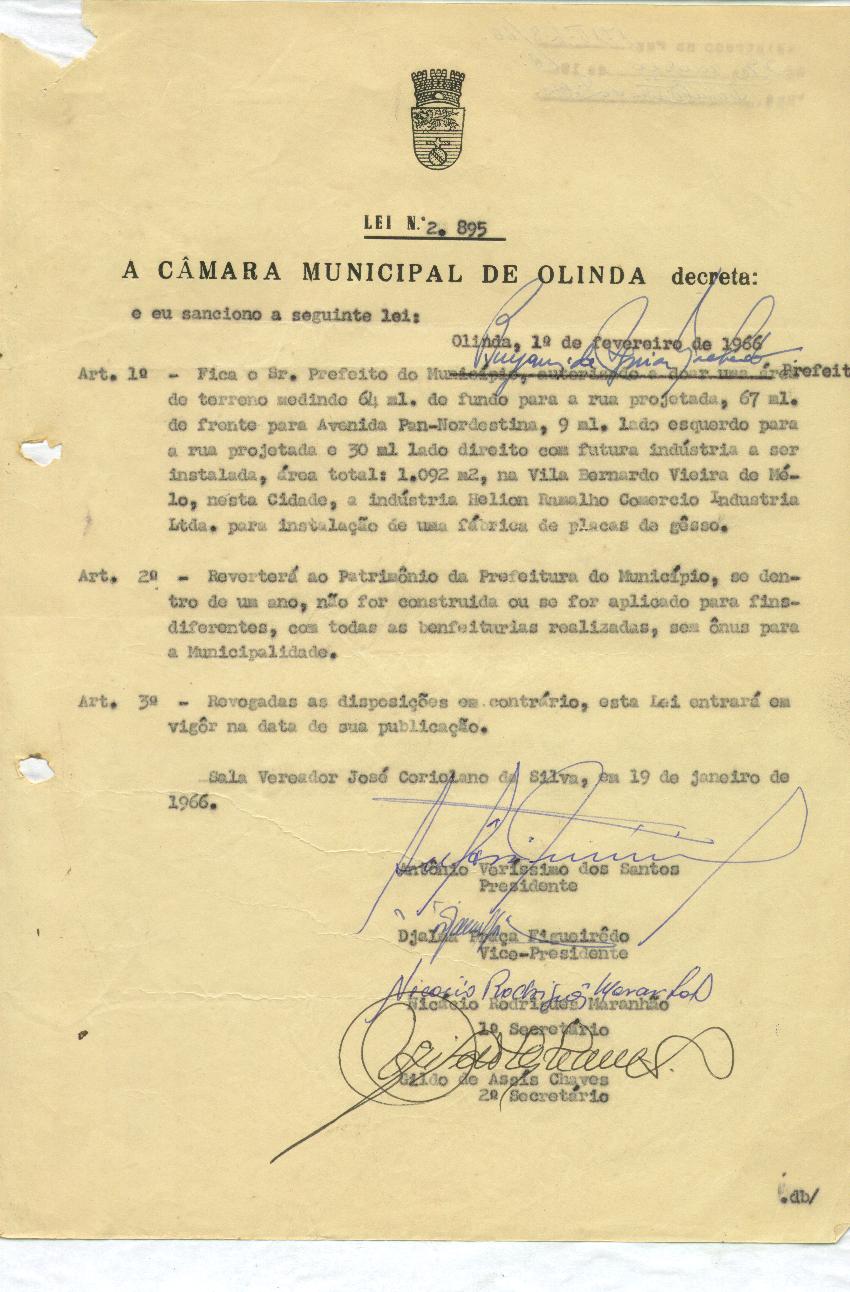 LEI N.º 2. 895
A CÂMARA MUNICIPAL DE OLINDA decreta:
e eu sanciono a seguinte lei:
Olinda, 1º de fevereiro de 1966
Prefeit
Art. 1º - Fica o Sr. Prefeito do Município, autorizado a doar uma área
de terreno medindo 64 ml. de fundo para a rua projetada, 67 ml.
de frente para Avenida Pan-Nordestina, 9 ml. lado esquerdo para
a rua projetada e 30 ml lado direito com futura indústria a ser
instalada, área total: 1.092 m2, na Vila Bernardo Vieira de Mé-
lo, nesta Cidade, a indústria Helion Ramalho Comercio Industria
Ltda. para instalação de uma fábrica de placas de gêsso.
Art. 2º - Reverterá ao Patrimônio da Prefeitura do Município, se den-
tro de um ano, não for construida ou se for aplicado para fins-
diferentes, com todas as benfeiturias realizadas, sem ônus para
a Municipalidade.
Art. 3º - Revogadas as disposições em contrário, esta Lei entrará em
vigôr na data de sua publicação.
Sala Vereador José Coriolano da Silva, em 19 de janeiro de
1966.
Antônio Veríssimo dos Santos
Presidente
Djalma Figueirêdo
Vice-Presidente
Nicácio Rodrigues Maranhão
Nicácio Rodrigues Maranhão
1º Secretário
Gildo de Assis Chaves
2º Secretário
.db/